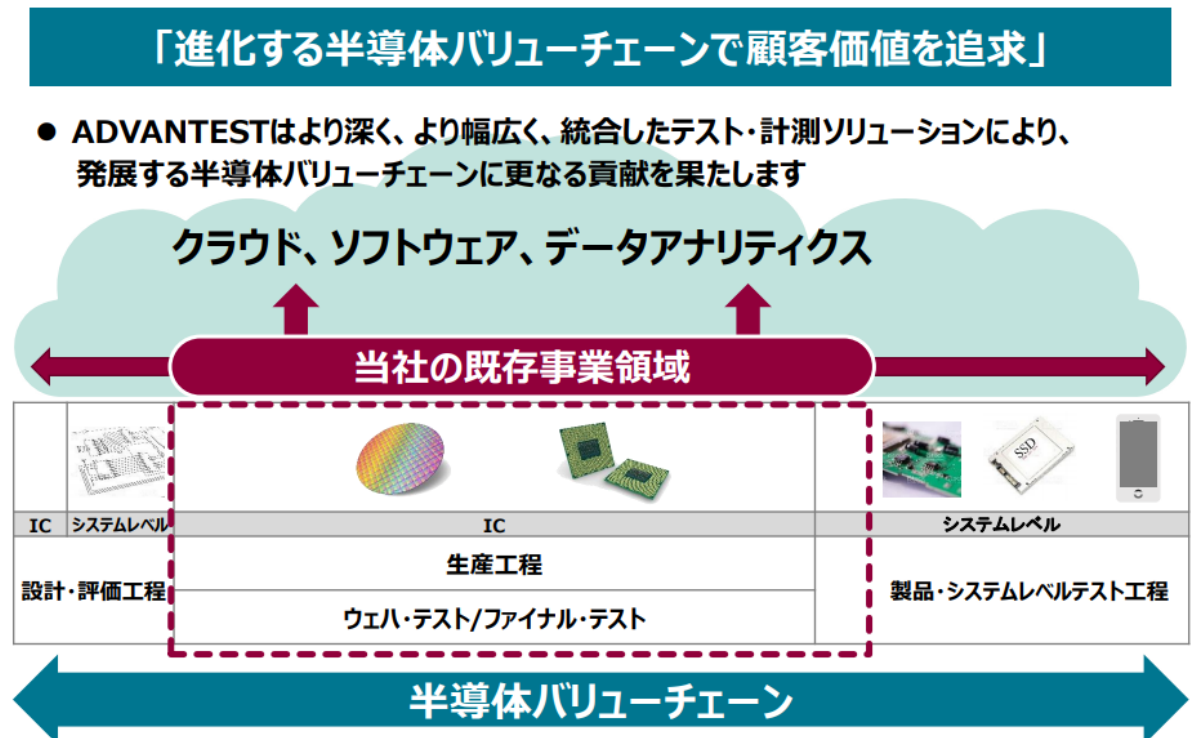 「進化する半導体バリューチェーンで顧客価値を追求」
● ADVANTESTはより深く、より幅広く、統合したテスト・計測ソリューションにより、
発展する半導体バリューチェーンに更なる貢献を果たします
クラウド、ソフトウェア、データアナリティクス
当社の既存事業領域
SSD
IC
システムレベル
IC
システムレベル
設計・評価工程
生産工程
ウェハ・テスト/ファイナル・テスト
製品・システムレベルテスト工程
半導体バリューチェーン